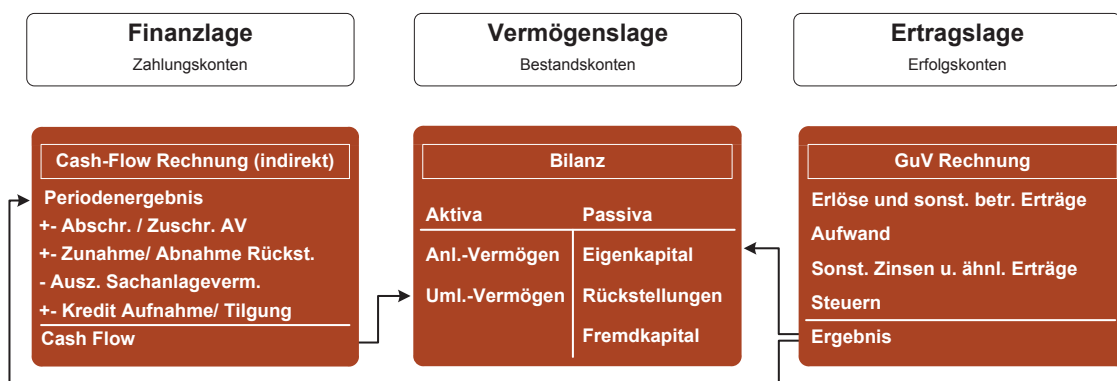 Finanzlage
Zahlungskonten
Vermögenslage
Bestandskonten
Ertragslage
Erfolgskonten
Cash-Flow Rechnung (indirekt)
Periodenergebnis
+- Abschr. / Zuschr. AV
+- Zunahme/ Abnahme Rückst.
- Ausz. Sachanlageverm.
+- Kredit Aufnahme/ Tilgung
Cash Flow
Bilanz
Aktiva Passiva
Anl.-Vermögen Eigenkapital
Uml.-Vermögen Rückstellungen
Fremdkapital
GuV Rechnung
Erlöse und sonst. betr. Erträge
Aufwand
Sonst. Zinsen u. ähnl. Erträge
Steuern
Ergebnis